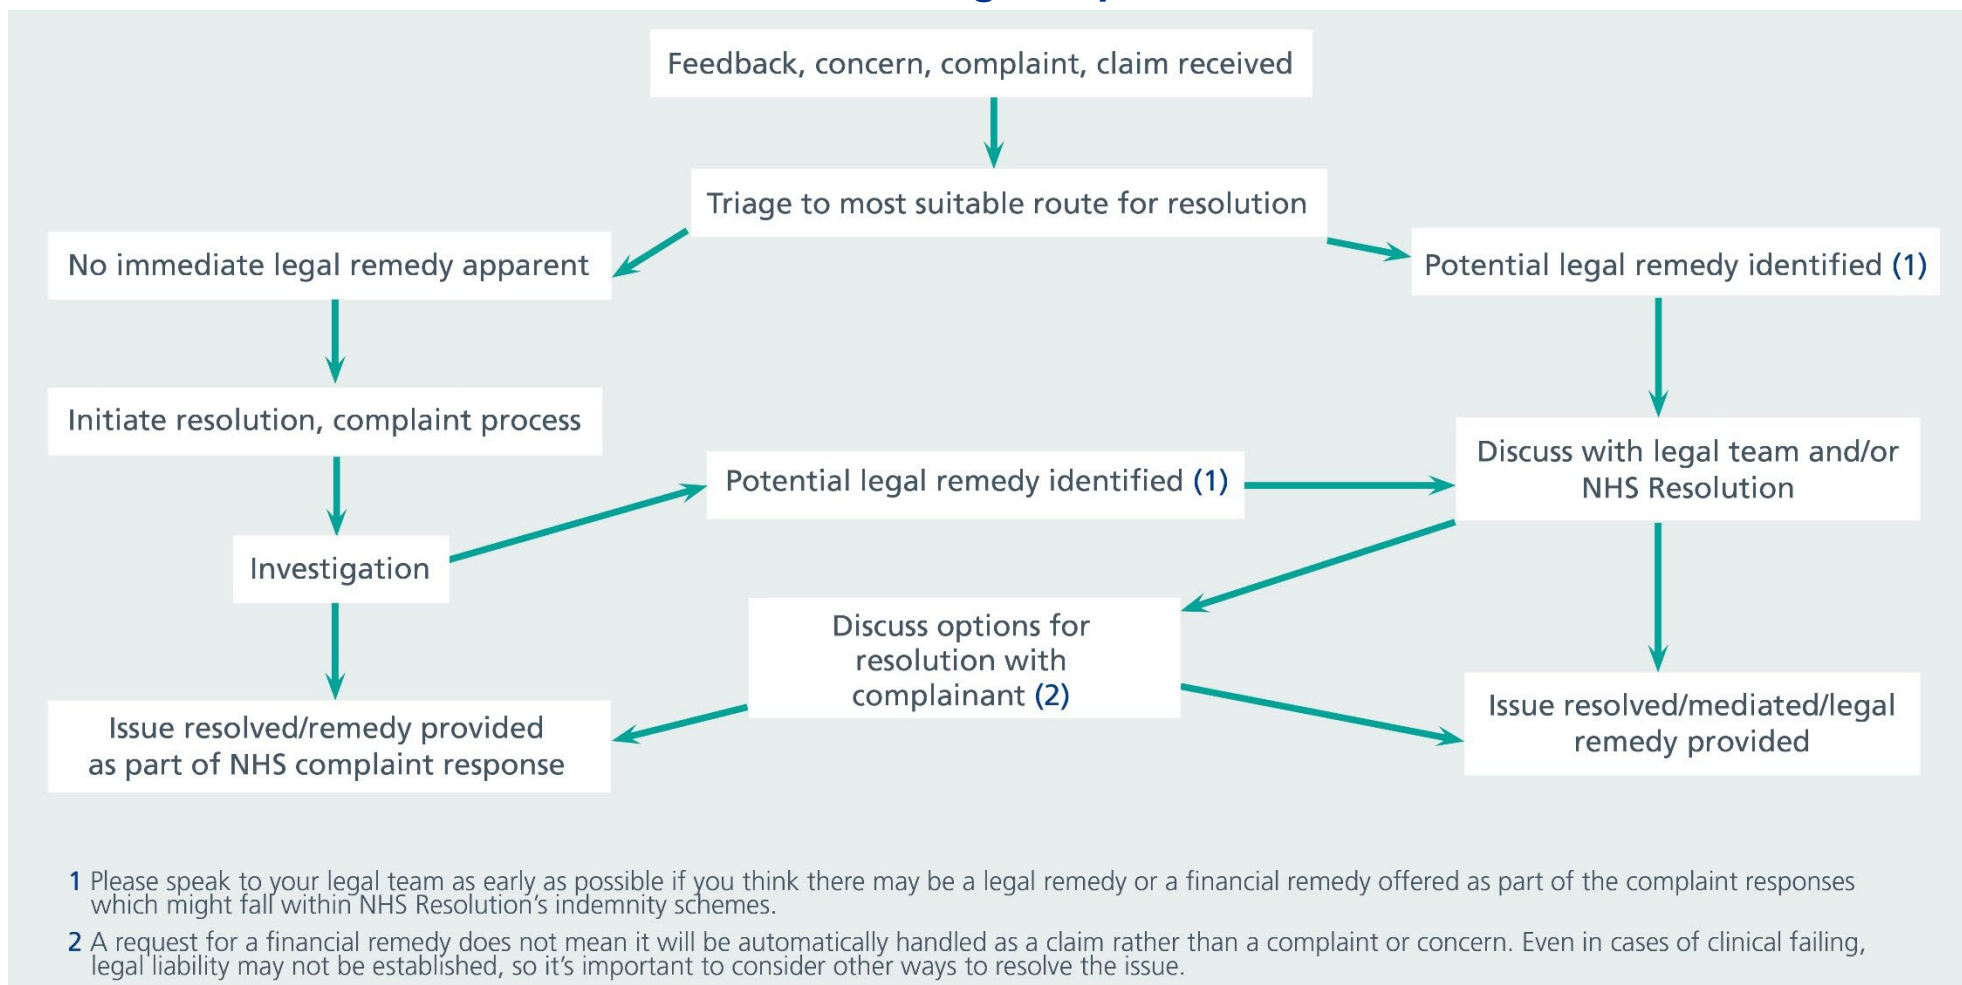 Feedback, concern, complaint, claim received
Triage to most suitable route for resolution
No immediate legal remedy apparent
Potential legal remedy identified (1)
Initiate resolution, complaint process
Discuss with legal team and/or
NHS Resolution
Potential legal remedy identified (1)
Investigation
Discuss options for
resolution with
complainant (2)
Issue resolved/remedy provided
as part of NHS complaint response
Issue resolved/mediated/legal
remedy provided
1 Please speak to your legal team as early as possible if you think there may be a legal remedy or a financial remedy offered as part of the complaint responses
which might fall within NHS Resolution’s indemnity schemes.
2 A request for a financial remedy does not mean it will be automatically handled as a claim rather than a complaint or concern. Even in cases of clinical failing,
legal liability may not be established, so it’s important to consider other ways to resolve the issue.